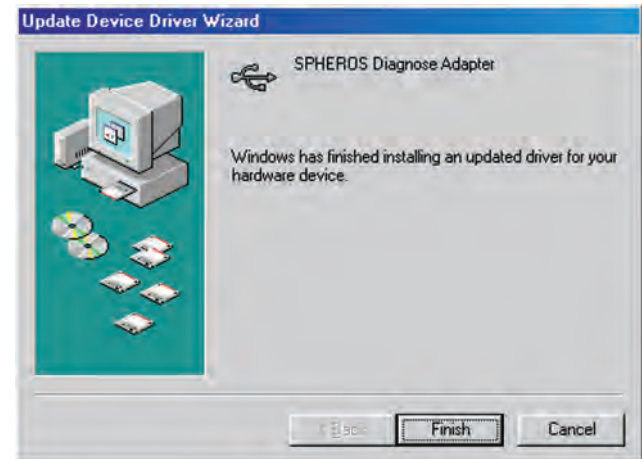 Update Device Driver Wizard
SPHEROS Diagnose Adapter
Windows has finished installing an updated driver for your
hardware device.
< Back
Finish
Cancel